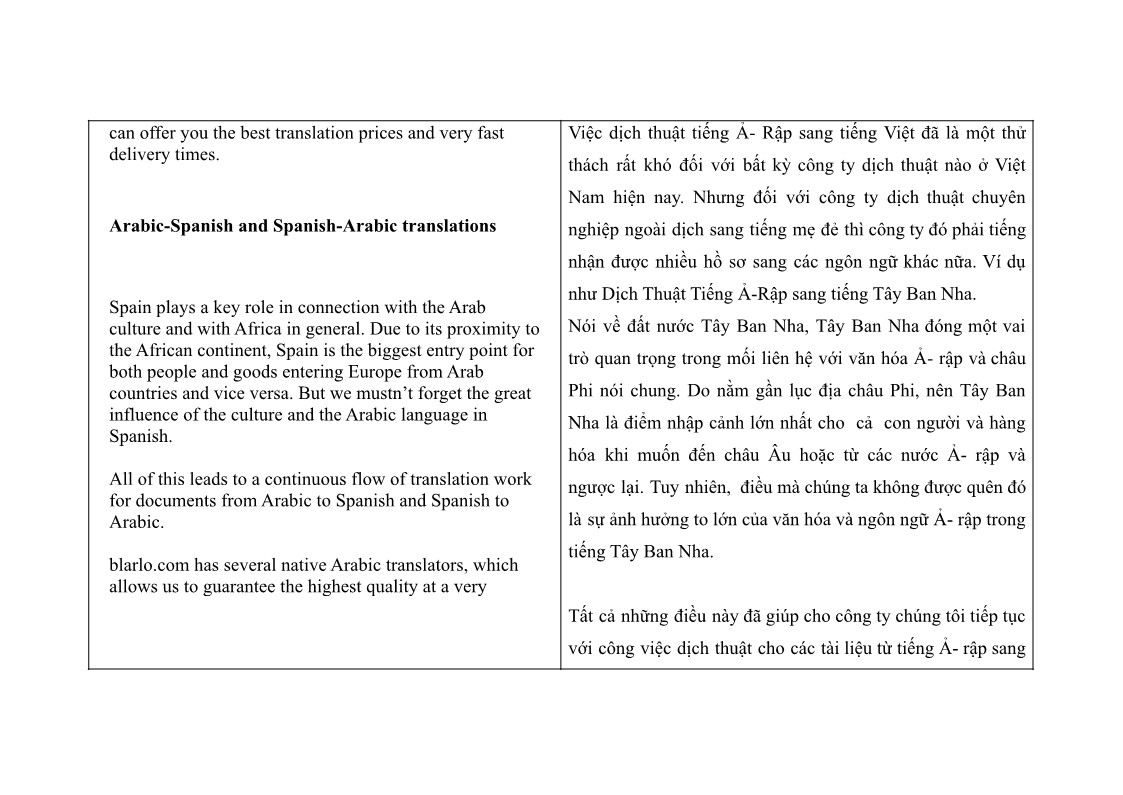 can offer you the best translation prices and very fast
delivery times.
Arabic-Spanish and Spanish-Arabic translations
Spain plays a key role in connection with the Arab
culture and with Africa in general. Due to its proximity to
the African continent, Spain is the biggest entry point for
both people and goods entering Europe from Arab
countries and vice versa. But we mustn’t forget the great
influence of the culture and the Arabic language in
Spanish.
All of this leads to a continuous flow of translation work
for documents from Arabic to Spanish and Spanish to
Arabic.
blarlo.com has several native Arabic translators, which
allows us to guarantee the highest quality at a very
Việc dịch thuật tiếng Ả- Rập sang tiếng Việt đã là một thử
thách rất khó đối với bất kỳ công ty dịch thuật nào ở Việt
Nam hiện nay. Nhưng đối với công ty dịch thuật chuyên
nghiệp ngoài dịch sang tiếng mẹ đẻ thì công ty đó phải tiếng
nhận được nhiều hồ sơ sang các ngôn ngữ khác nữa. Ví dụ
như Dịch Thuật Tiếng Ả-Rập sang tiếng Tây Ban Nha.
Nói về đất nước Tây Ban Nha, Tây Ban Nha đóng một vai
trò quan trọng trong mối liên hệ với văn hóa Ả- rập và châu
Phi nói chung. Do nằm gần lục địa châu Phi, nên Tây Ban
Nha là điểm nhập cảnh lớn nhất cho cả con người và hàng
hóa khi muốn đến châu Âu hoặc từ các nước Ả- rập và
ngược lại. Tuy nhiên, điều mà chúng ta không được quên đó
là sự ảnh hưởng to lớn của văn hóa và ngôn ngữ Ả- rập trong
tiếng Tây Ban Nha.
Tất cả những điều này đã giúp cho công ty chúng tôi tiếp tục
với công việc dịch thuật cho các tài liệu từ tiếng Ả- rập sang